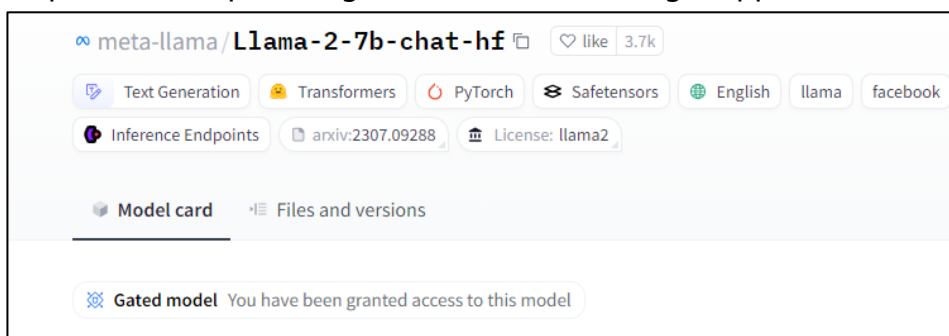 meta-llama/Llama-2-7b-chat-hf like 3.7k
Text Generation Transformers PyTorch Safetensors English llama facebook
Inference Endpoints arxiv:2307.09288 License: llama2
Model card Files and versions
Gated model You have been granted access to this model